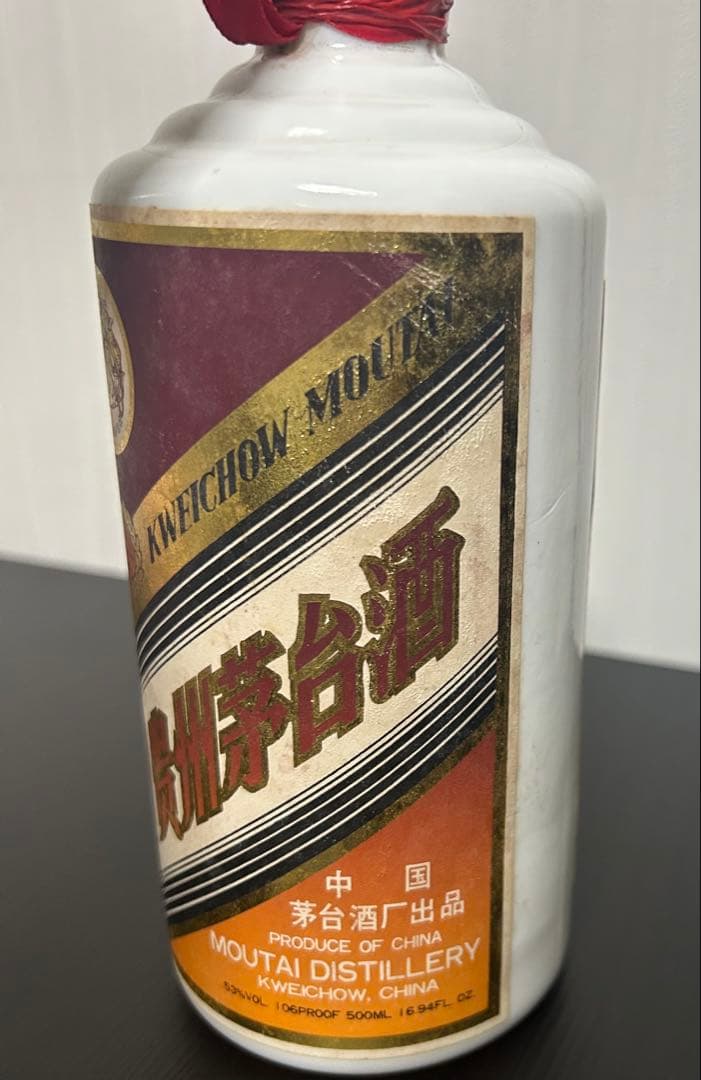 KWEICHOW MOUTAI
貴州茅台酒
中国
茅台酒厂出品
PRODUCE OF CHINA
MOUTAI DISTILLERY
KWEICHOW, CHINA
53%VOL. 106PROOF 500ML 16.94FL. OZ.